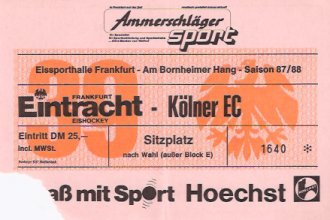 Ammerschläger
sport
Eissporthalle Frankfurt - Am Bornheimer Hang - Saison 87/88
FRANKFURT
Eintracht - Kölner EC
EISHOCKEY
Eintritt DM 25,—
incl. MWSt.
Sitzplatz
nach Wahl (außer Block E)
1640 *
aß mit Sport Hoechst